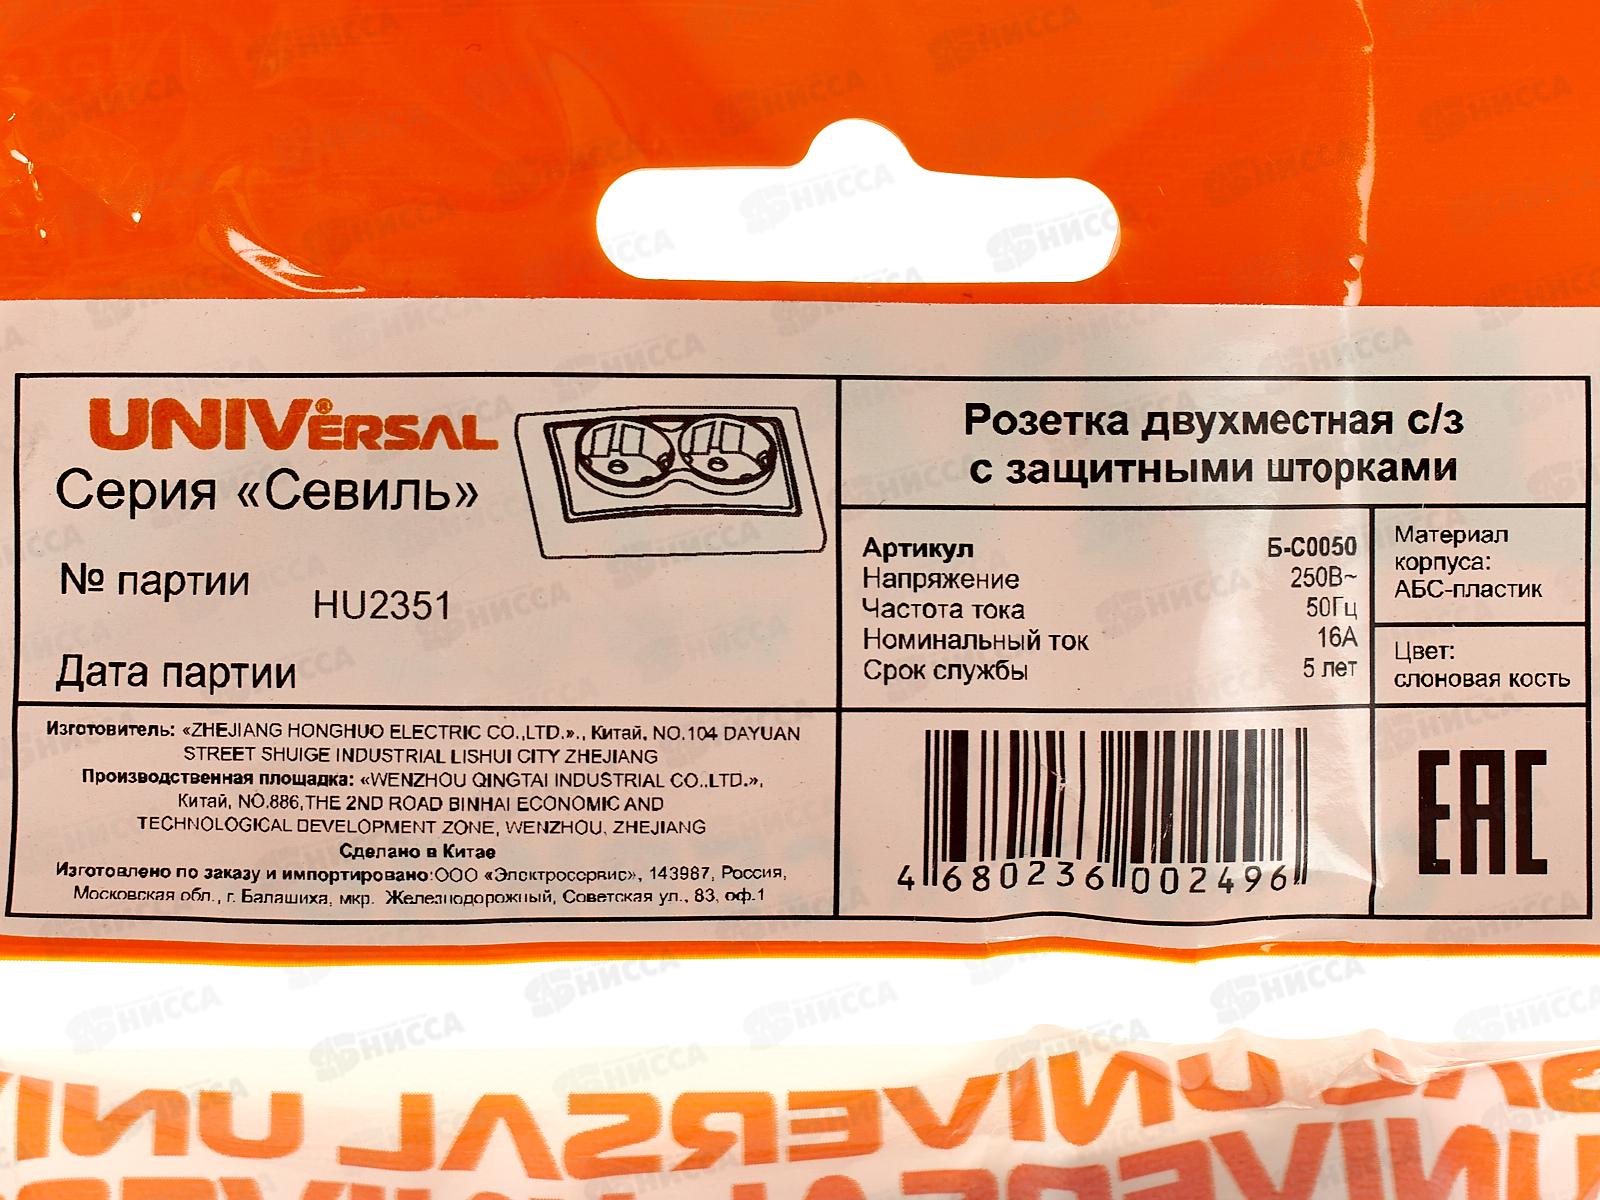 UNIVERSAL
Серия «Севиль»
№ партии
HU2351
Дата партии
Розетка двухместная с/з
с защитными шторками
Артикул Б-С0050
Напряжение 250В~
Частота тока 50Гц
Номинальный ток 16А
Срок службы 5 лет
Материал
корпуса:
АБС-пластик
Цвет:
слоновая кость
Изготовитель: «ZHEJIANG HONGHUO ELECTRIC CO.,LTD.»., Китай, NO.104 DAYUAN
STREET SHUIGE INDUSTRIAL LISHUI CITY ZHEJIANG
Производственная площадка: «WENZHOU QINGTAI INDUSTRIAL CO.,LTD.»,
Китай, NO.886,THE 2ND ROAD BINHAI ECONOMIC AND
TECHNOLOGICAL DEVELOPMENT ZONE, WENZHOU, ZHEJIANG
Сделано в Китае
Изготовлено по заказу и импортировано:ООО «Электросервис», 143987, Россия,
Московская обл., г. Балашиха, мкр. Железнодорожный, Советская ул., 83, оф.1
4 680236 002496
EAC
UNIVERSAL UNI
UNIVERSAL
НИССА